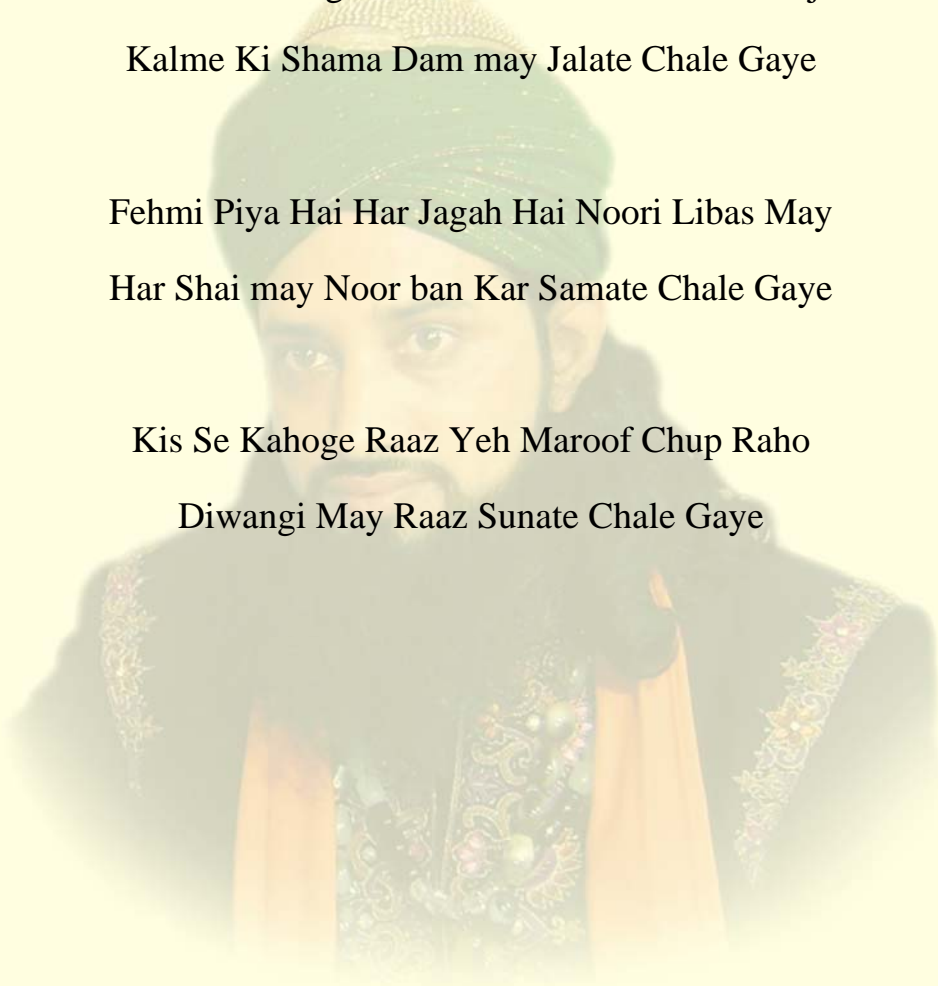 Kalme Ki Shama Dam may Jalate Chale Gaye
Fehmi Piya Hai Har Jagah Hai Noori Libas May
Har Shai may Noor ban Kar Samate Chale Gaye
Kis Se Kahoge Raaz Yeh Maroof Chup Raho
Diwangi May Raaz Sunate Chale Gaye